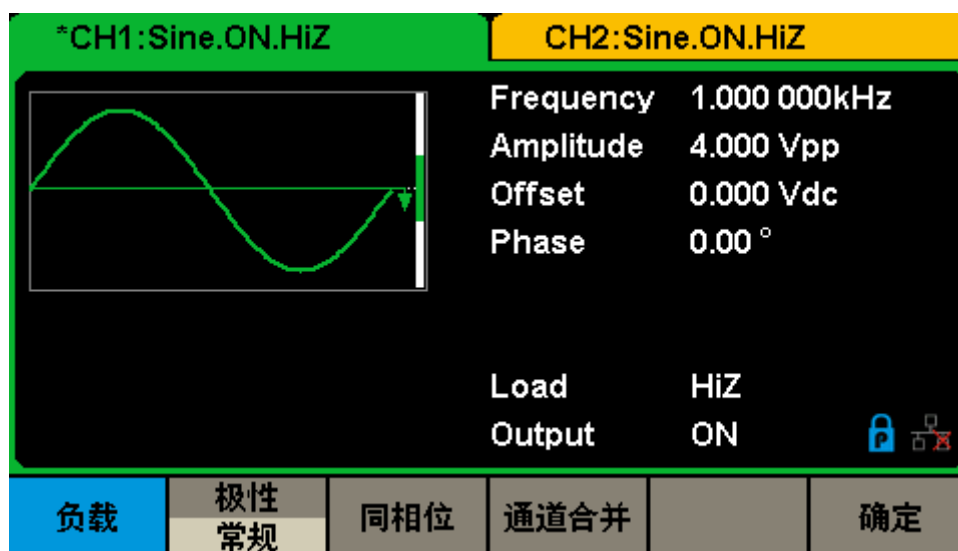 *CH1:Sine.ON.HiZ
CH2:Sine.ON.HiZ
Frequency 1.000 000kHz
Amplitude 4.000 Vpp
Offset 0.000 Vdc
Phase 0.00 °
Load HiZ
Output ON
P
负载
极性
常规
同相位
通道合并
确定